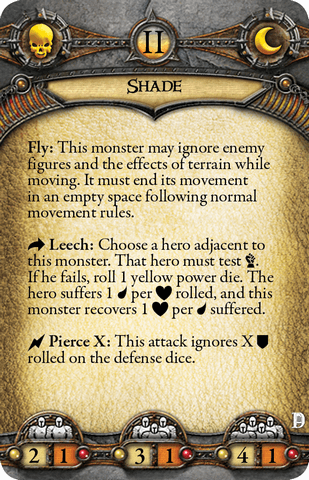 II
SHADE
Fly: This monster may ignore enemy
figures and the effects of terrain while
moving. It must end its movement
in an empty space following normal
movement rules.
Leech: Choose a hero adjacent to
this monster. That hero must test .
If he fails, roll 1 yellow power die. The
hero suffers 1 per rolled, and this
monster recovers 1 per suffered.
Pierce X: This attack ignores X
rolled on the defense dice.
2 1 3 1 4 1